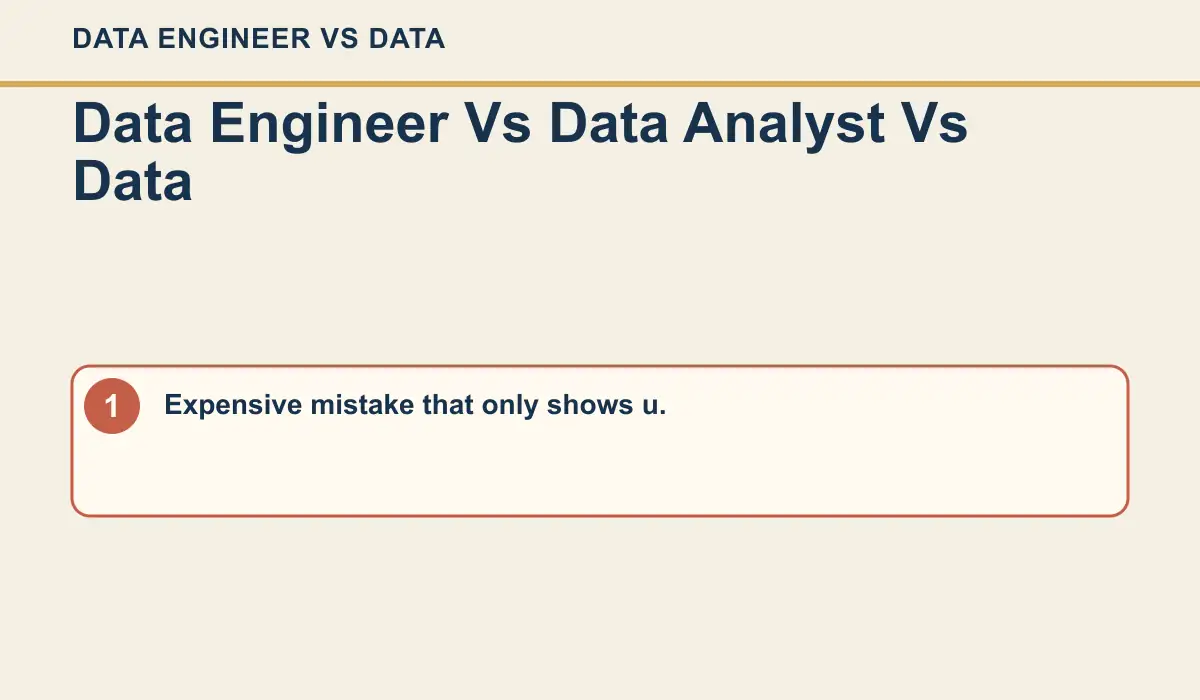 DATA ENGINEER VS DATA
Data Engineer Vs Data Analyst Vs
Data
1
Expensive mistake that only shows u.